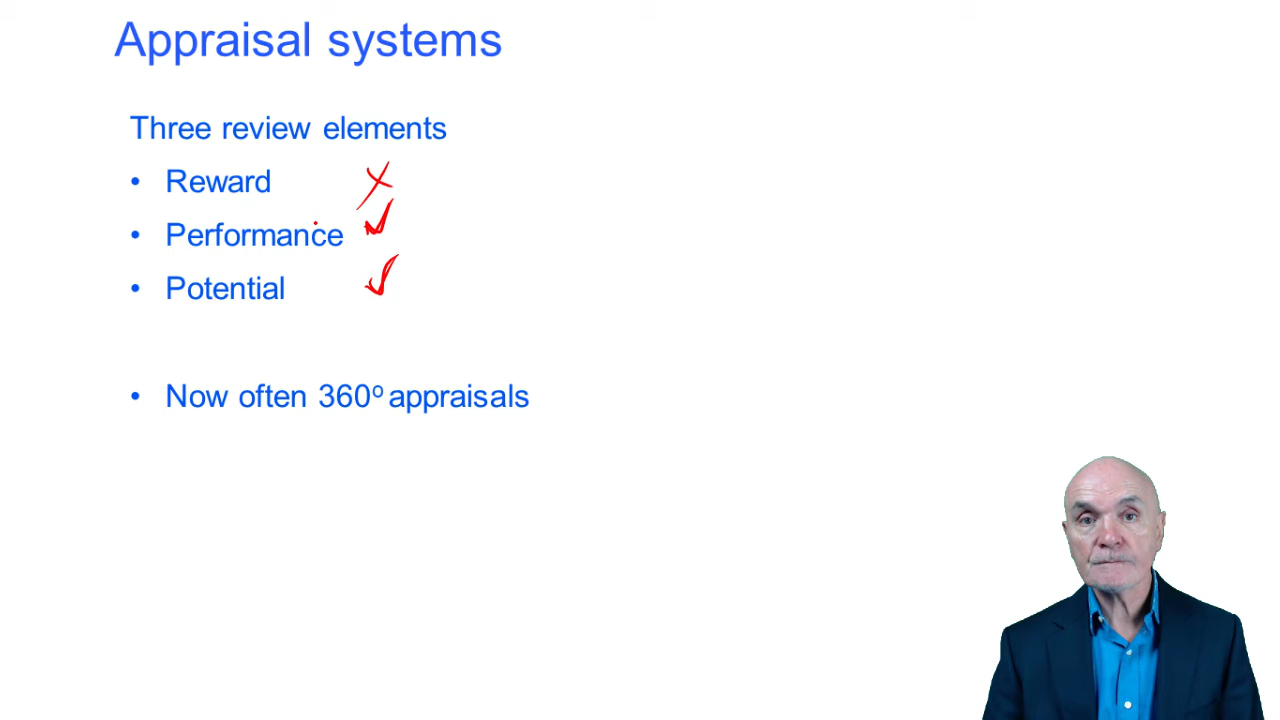 Appraisal systems
Three review elements
• Reward
• Performance
• Potential
• Now often 360º appraisals